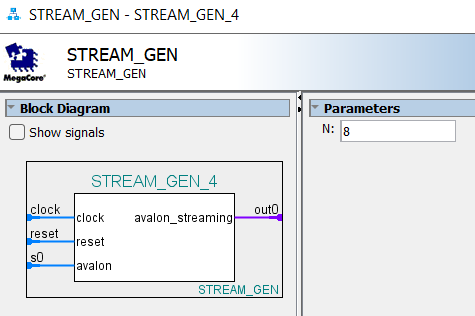 STREAM_GEN - STREAM_GEN_4
STREAM_GEN
STREAM_GEN
MegaCore®
Block Diagram
Show signals
STREAM_GEN_4
clock
clock
avalon_streaming
out0
reset
reset
s0
avalon
STREAM_GEN
Parameters
N: 8